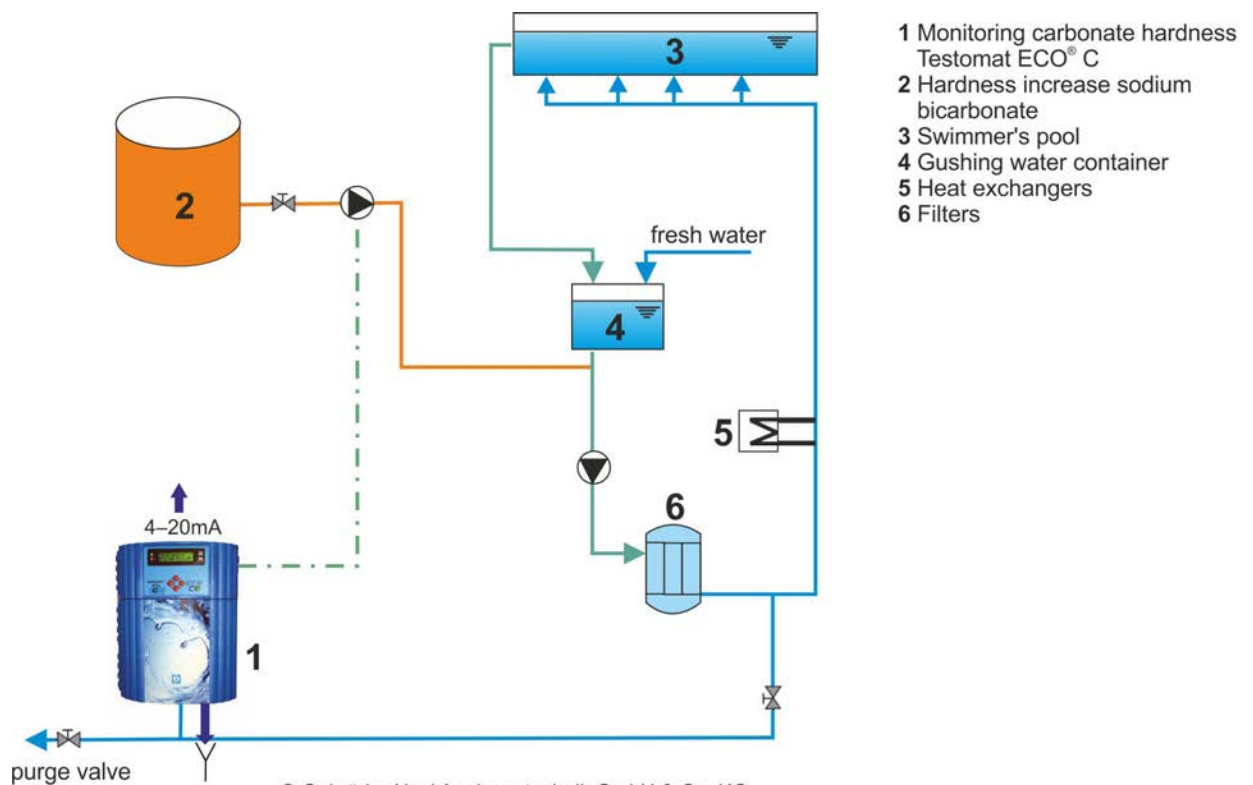 3
2
fresh water
4
5
6
4–20mA
1
purge valve
1 Monitoring carbonate hardness
Testomat ECO® C
2 Hardness increase sodium
bicarbonate
3 Swimmer's pool
4 Gushing water container
5 Heat exchangers
6 Filters